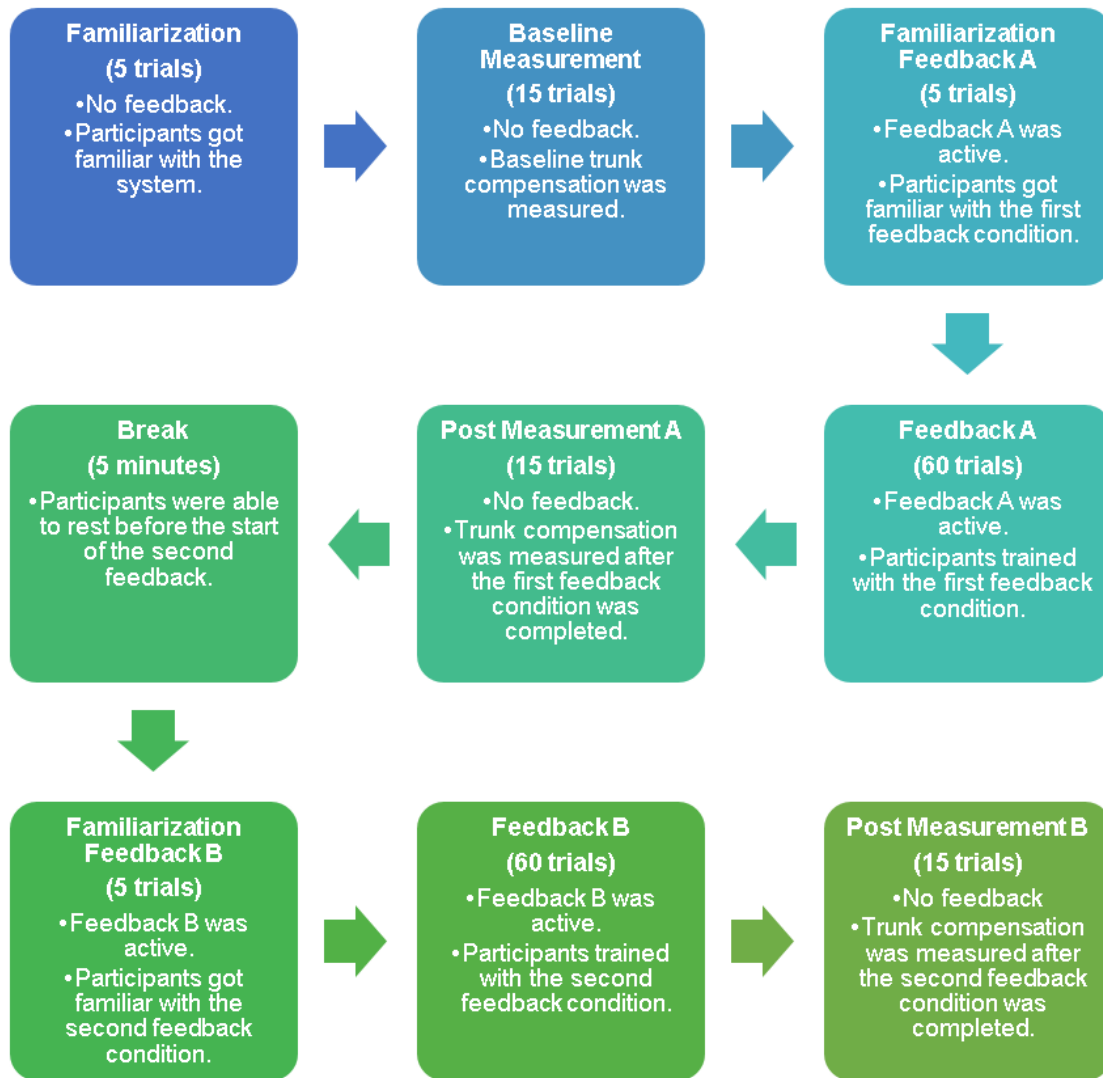 Familiarization
(5 trials)
•No feedback.
•Participants got
familiar with the
system.
Baseline
Measurement
(15 trials)
•No feedback.
•Baseline trunk
compensation was
measured.
Familiarization
Feedback A
(5 trials)
•Feedback A was
active.
•Participants got
familiar with the first
feedback condition.
Feedback A
(60 trials)
•Feedback A was
active.
•Participants trained
with the first feedback
condition.
Post Measurement A
(15 trials)
•No feedback.
•Trunk compensation
was measured after
the first feedback
condition was
completed.
Break
(5 minutes)
•Participants were able
to rest before the start
of the second
feedback.
Familiarization
Feedback B
(5 trials)
•Feedback B was
active.
•Participants got
familiar with the
second feedback
condition.
Feedback B
(60 trials)
•Feedback B was
active.
•Participants trained
with the second
feedback condition.
Post Measurement B
(15 trials)
•No feedback
•Trunk compensation
was measured after
the second feedback
condition was
completed.